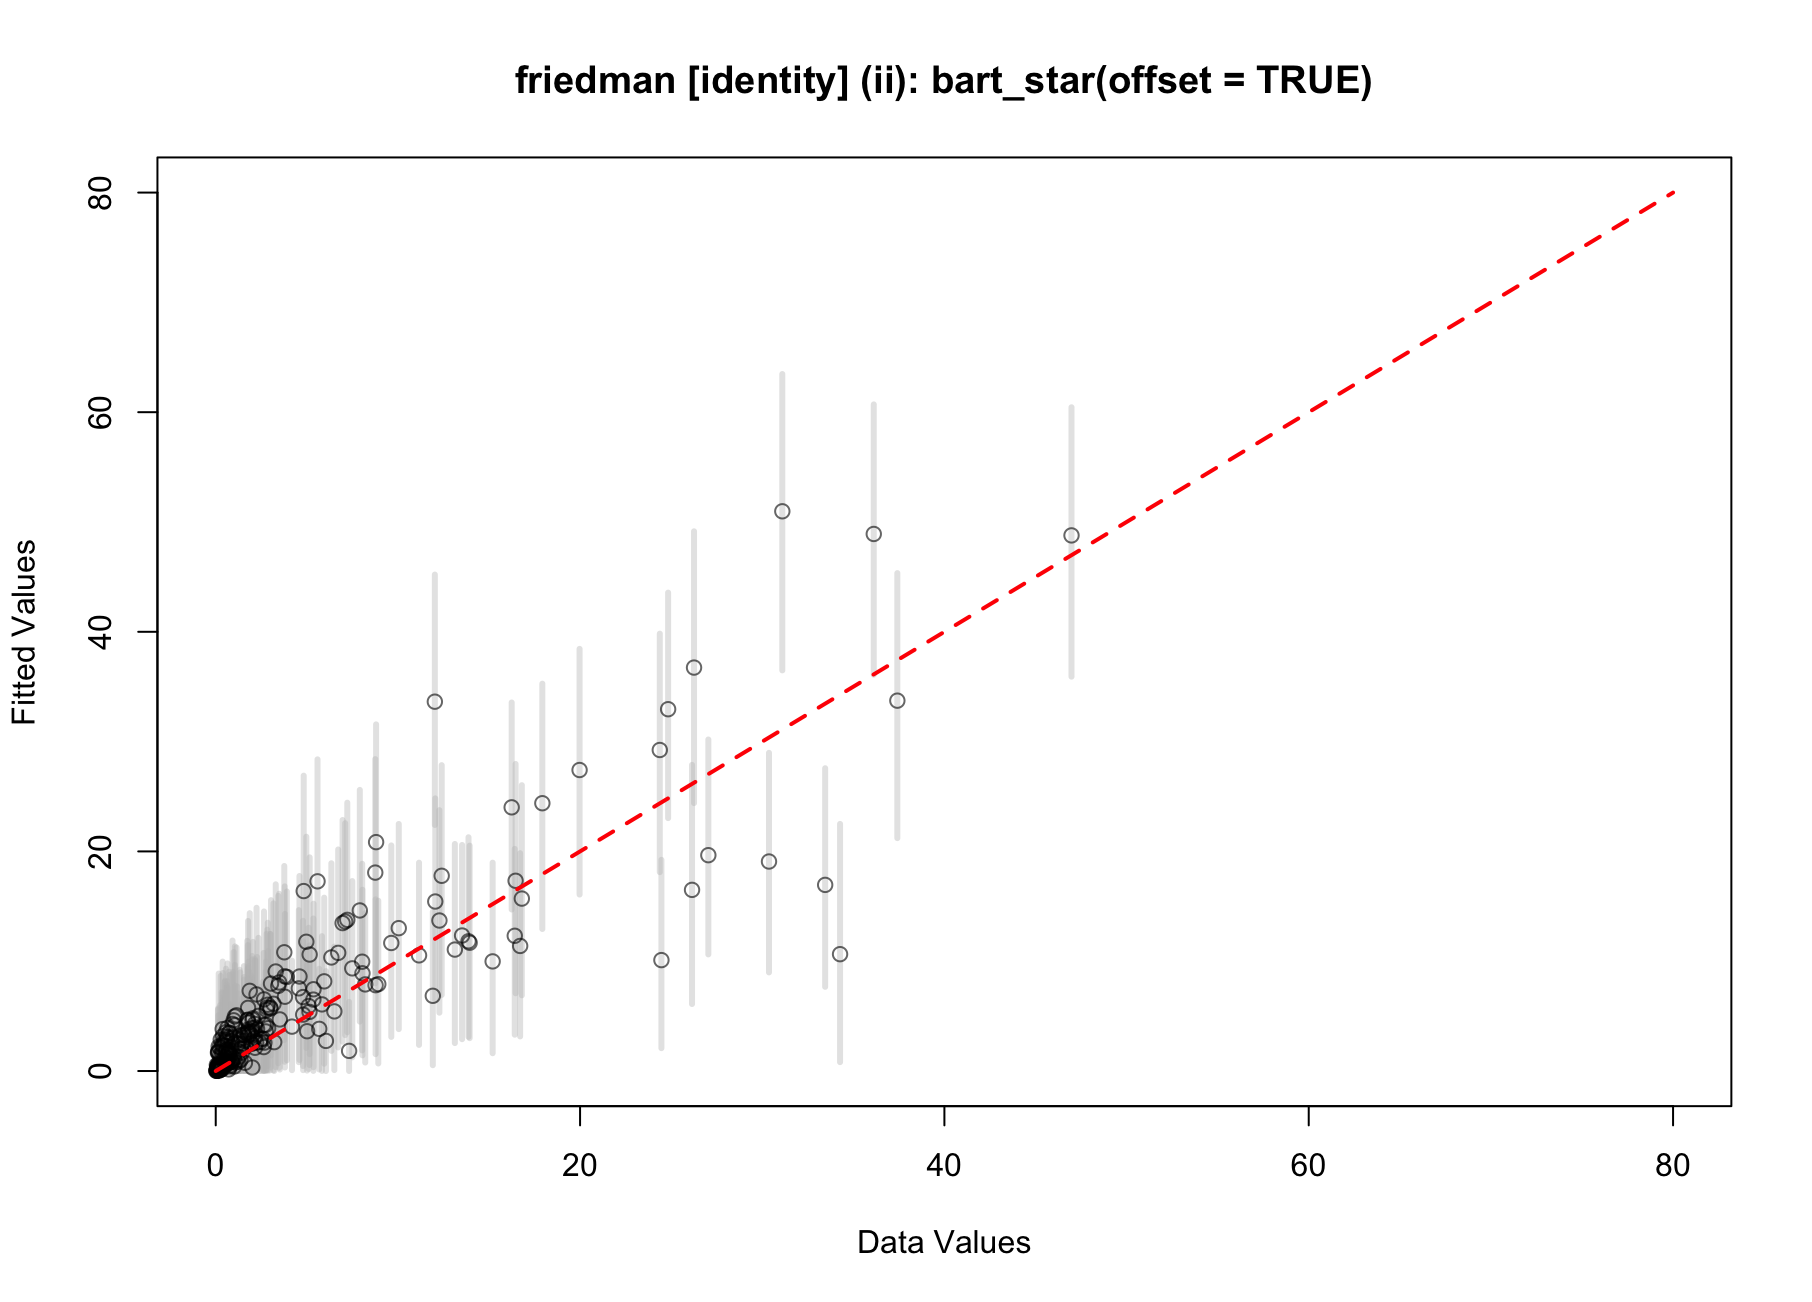 friedman [identity] (ii): bart_star(offset = TRUE)
80
60
40
20
0
Fitted Values
0 20 40 60 80
Data Values